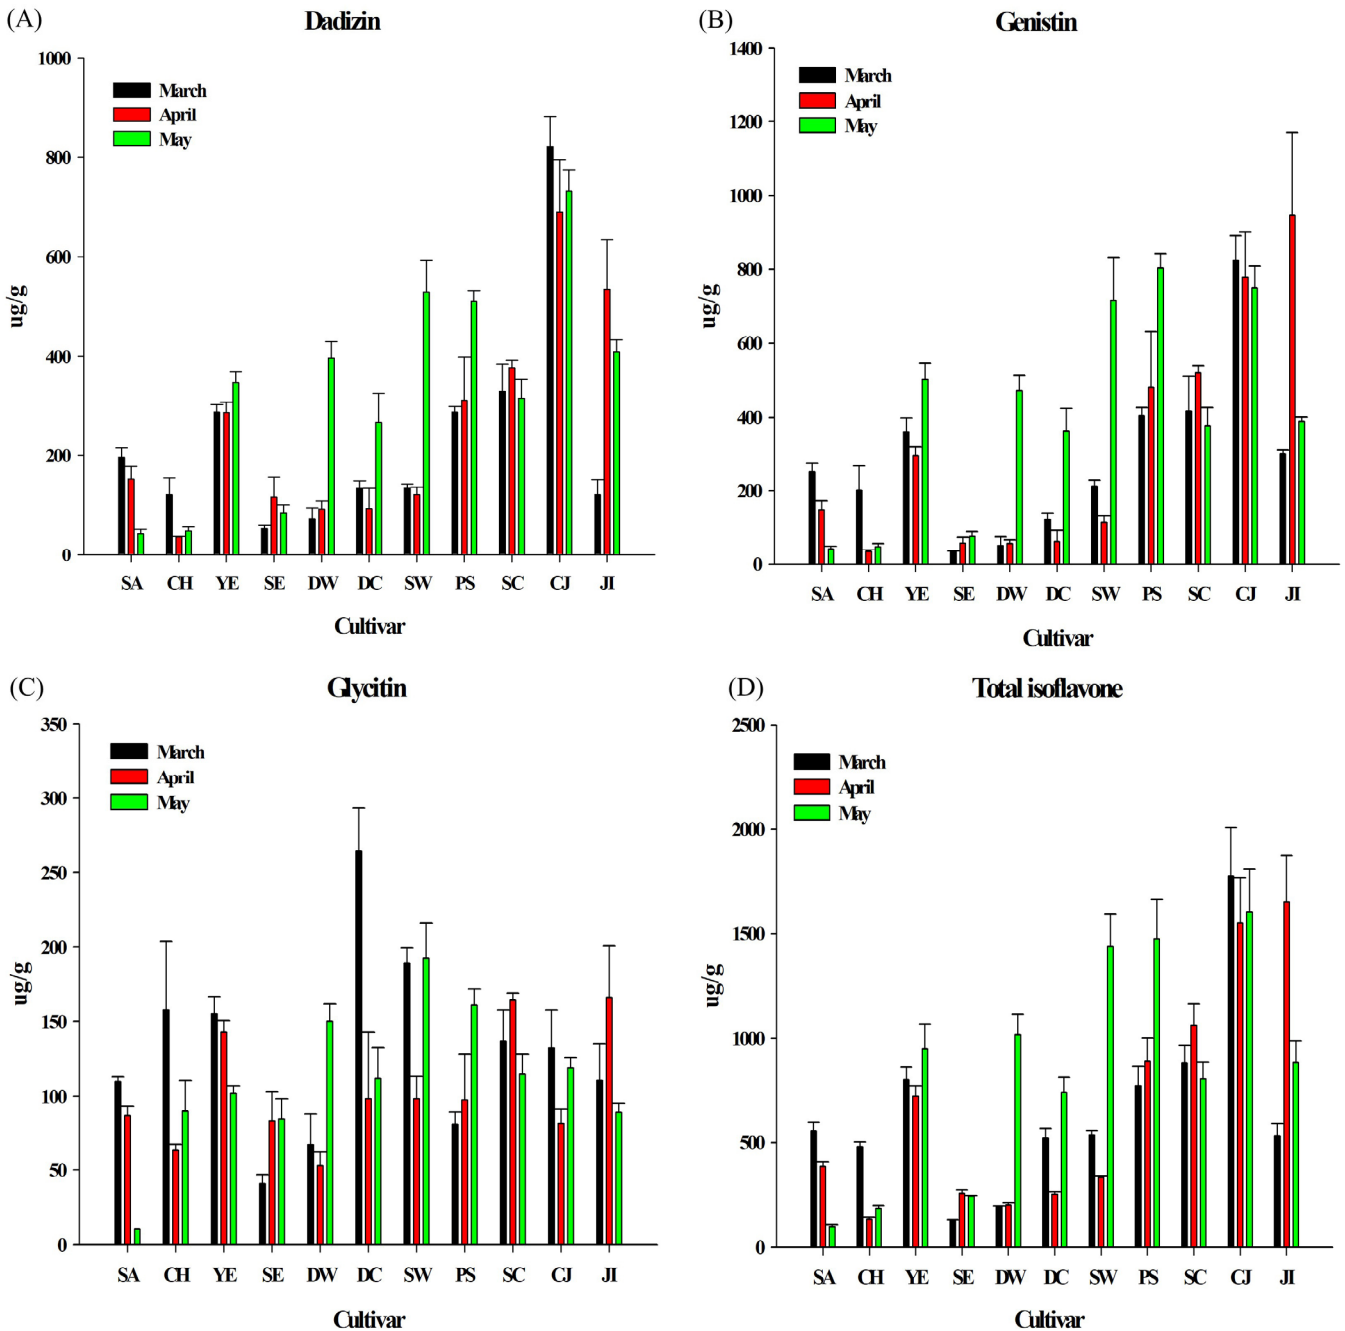 (A)
Dadizin
1000
800
600
400
200
0
ug/g
March
April
May
SA CH YE SE DW DC SW PS SC CJ JI
Cultivar
(B)
Genistin
1400
1200
1000
800
600
400
200
0
ug/g
March
April
May
SA CH YE SE DW DC SW PS SC CJ JI
Cultivar
(C)
Glycitin
350
300
250
200
150
100
50
0
ug/g
March
April
May
SA CH YE SE DW DC SW PS SC CJ JI
Cultivar
(D)
Total isoflavone
2500
2000
1500
1000
500
0
ug/g
March
April
May
SA CH YE SE DW DC SW PS SC CJ JI
Cultivar